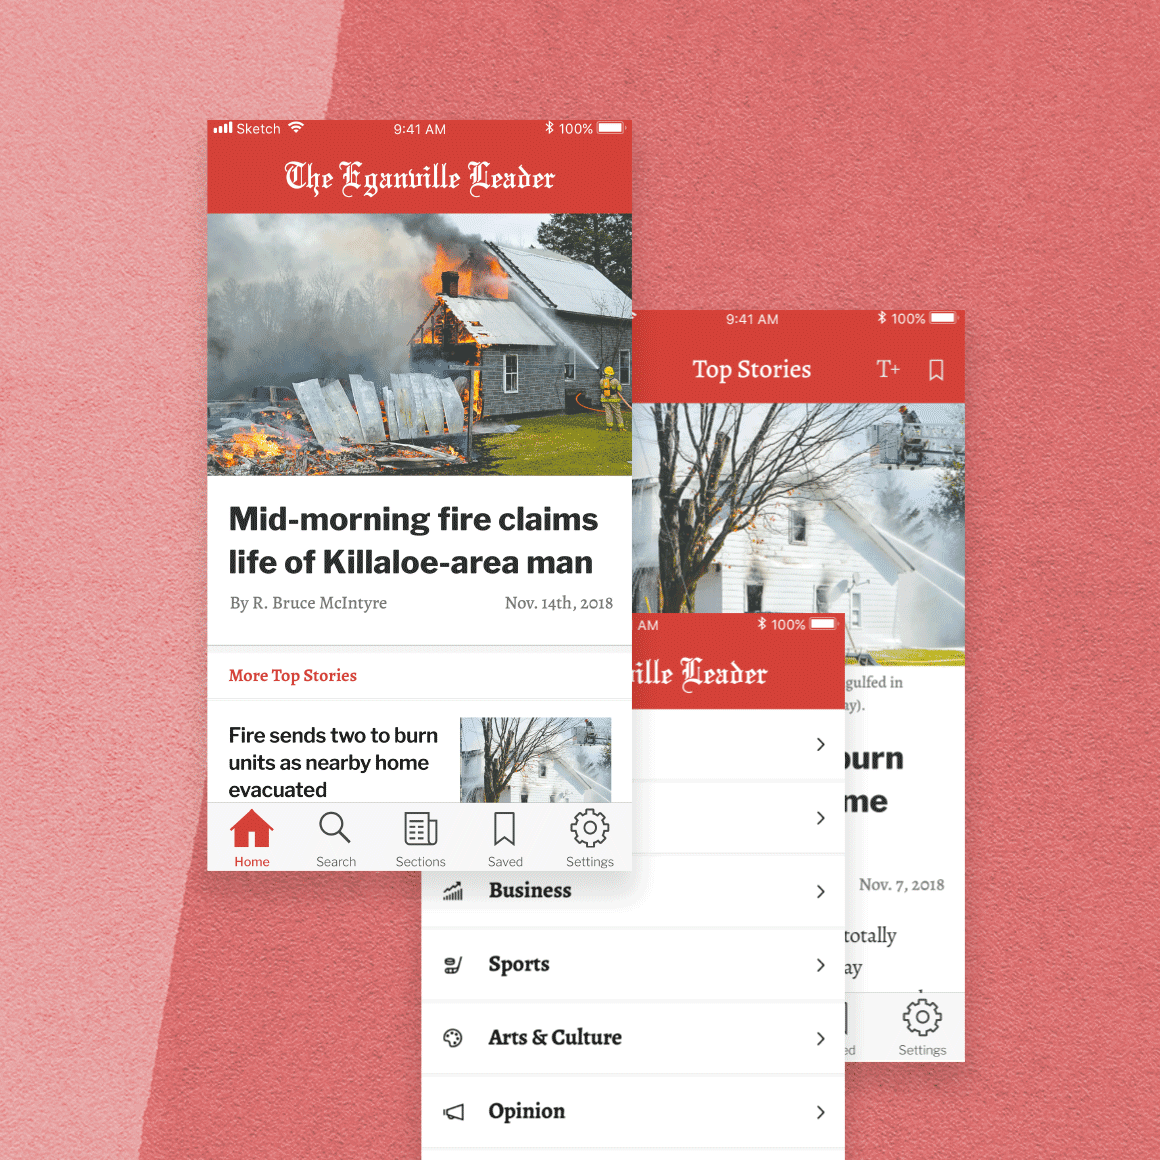 Sketch 9:41 AM 100%
The Eganville Leader
Mid-morning fire claims
life of Killaloe-area man
By R. Bruce McIntyre Nov. 14th, 2018
More Top Stories
Fire sends two to burn
units as nearby home
evacuated
Home Search Sections Saved Settings
9:41 AM 100%
Top Stories T+
gulfed in
ay).
ourn
me
Nov. 7, 2018
totally
ay
ed Settings
AM 100%
ille Leader
Business
Sports
Arts & Culture
Opinion